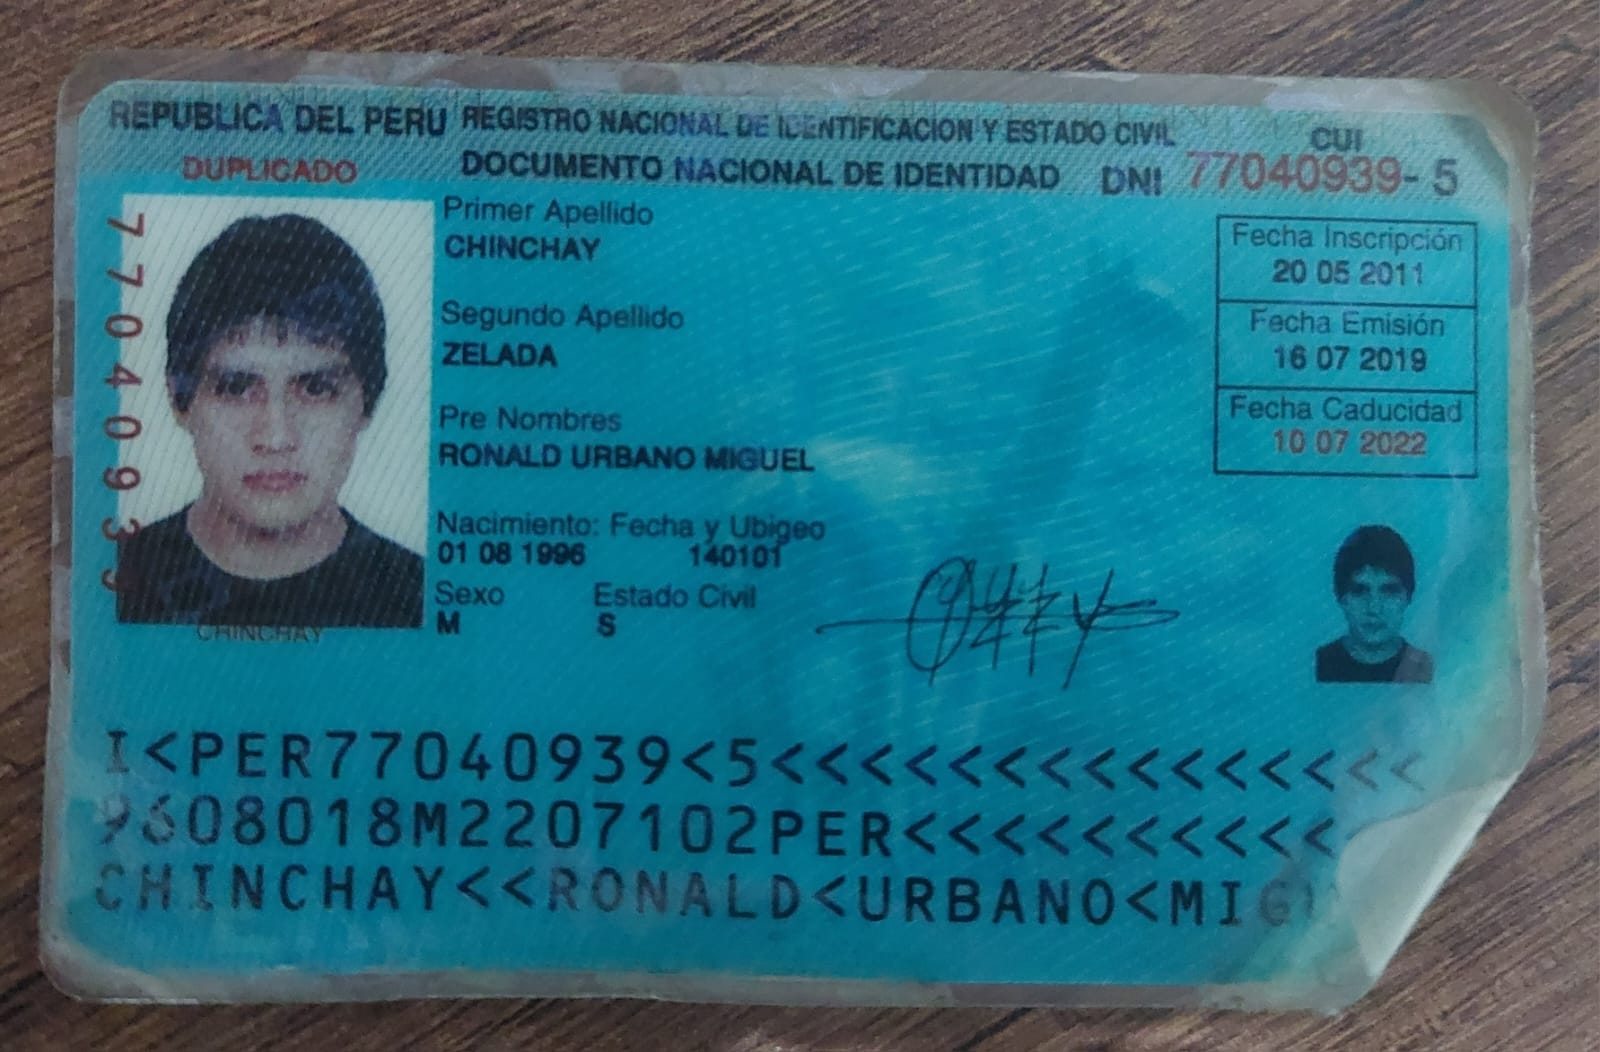 REPUBLICA DEL PERU REGISTRO NACIONAL DE IDENTIFICACION Y ESTADO CIVIL
CUI
DUPLICADO
DOCUMENTO NACIONAL DE IDENTIDAD DNI 77040939-5
Primer Apellido
CHINCHAY
Segundo Apellido
ZELADA
Pre Nombres
RONALD URBANO MIGUEL
Nacimiento: Fecha y Ubigeo
01 08 1996 140101
Sexo Estado Civil
M S
Fecha Inscripción
20 05 2011
Fecha Emisión
16 07 2019
Fecha Caducidad
10 07 2022
77040939
CHINCHAY
I<PER77040939<5<<<<<<<<<<<<<<<
9608018M2207102PER<<<<<<<<<<
CHINCHAY<<RONALD<URBANO<MIG